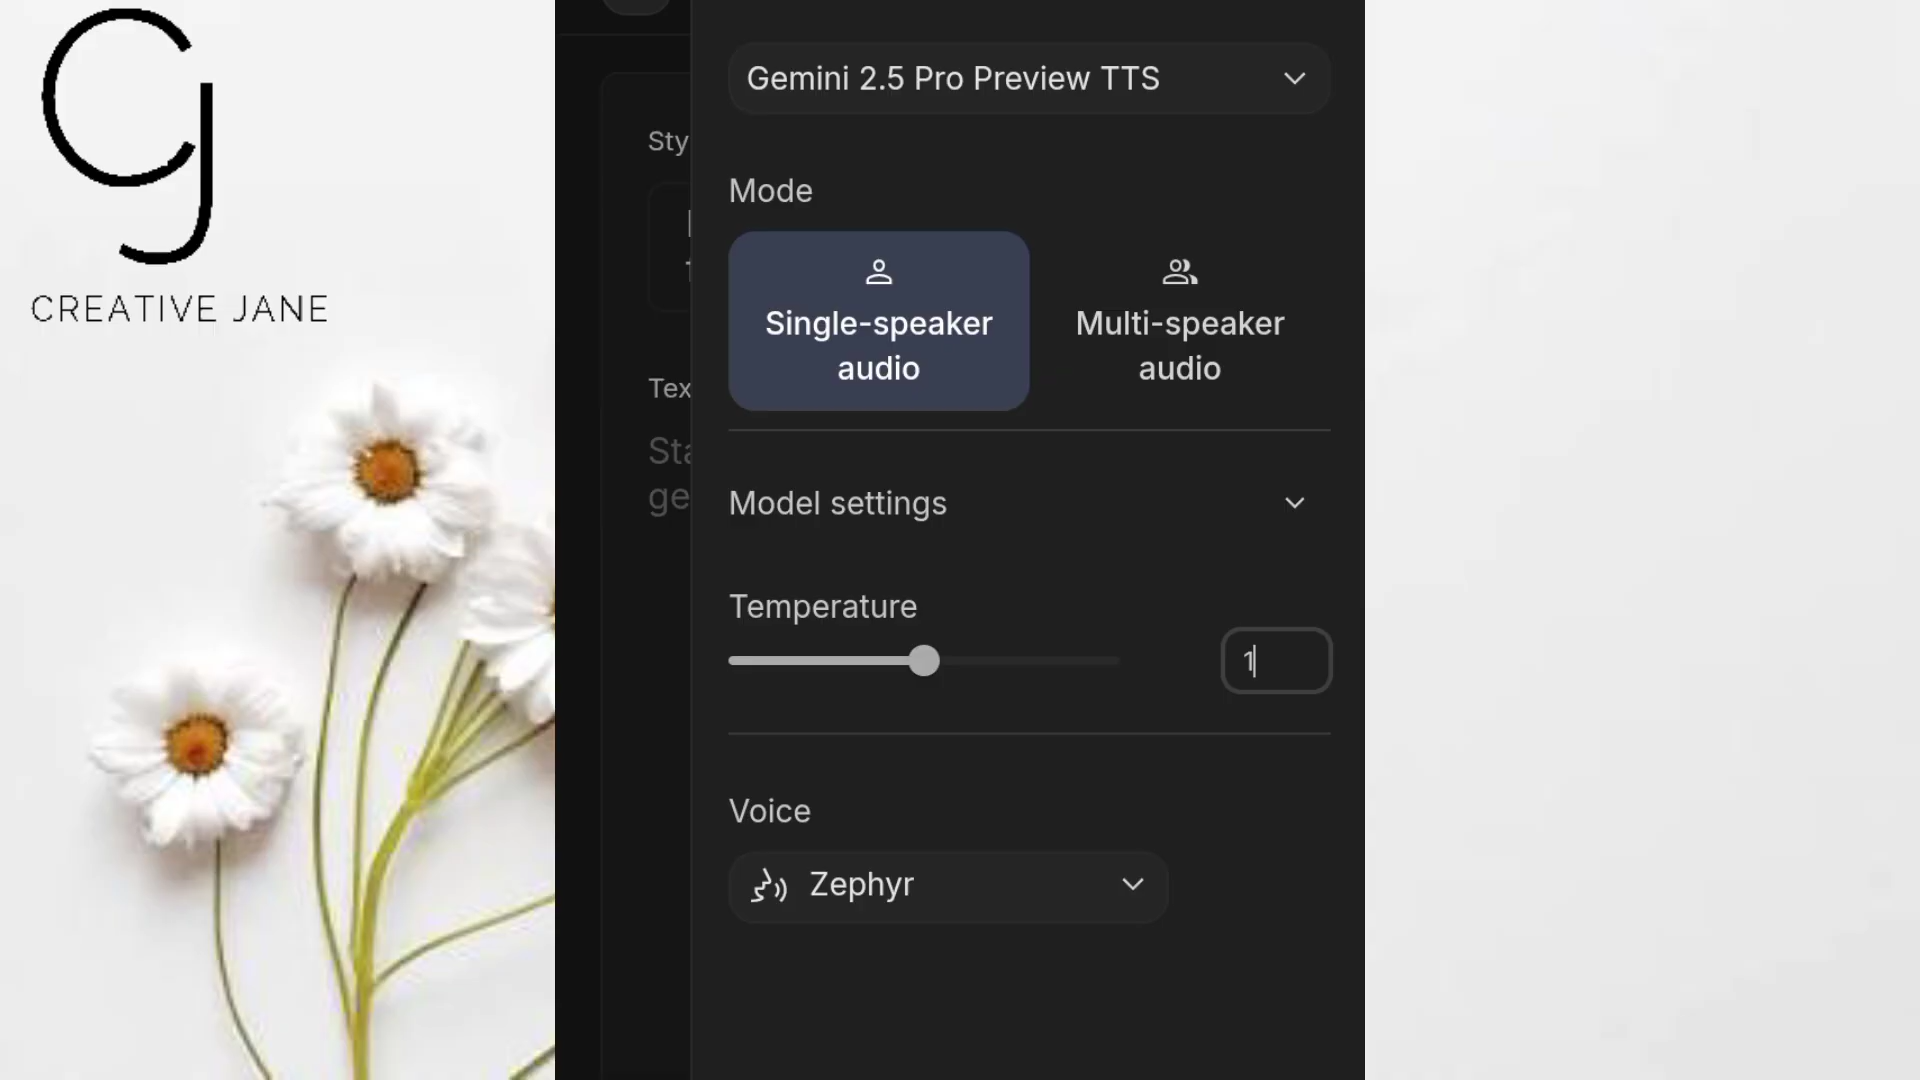 CREATIVE JANE
Gemini 2.5 Pro Preview TTS
Mode
Single-speaker
audio
Multi-speaker
audio
Model settings
Temperature
1
Voice
Zephyr